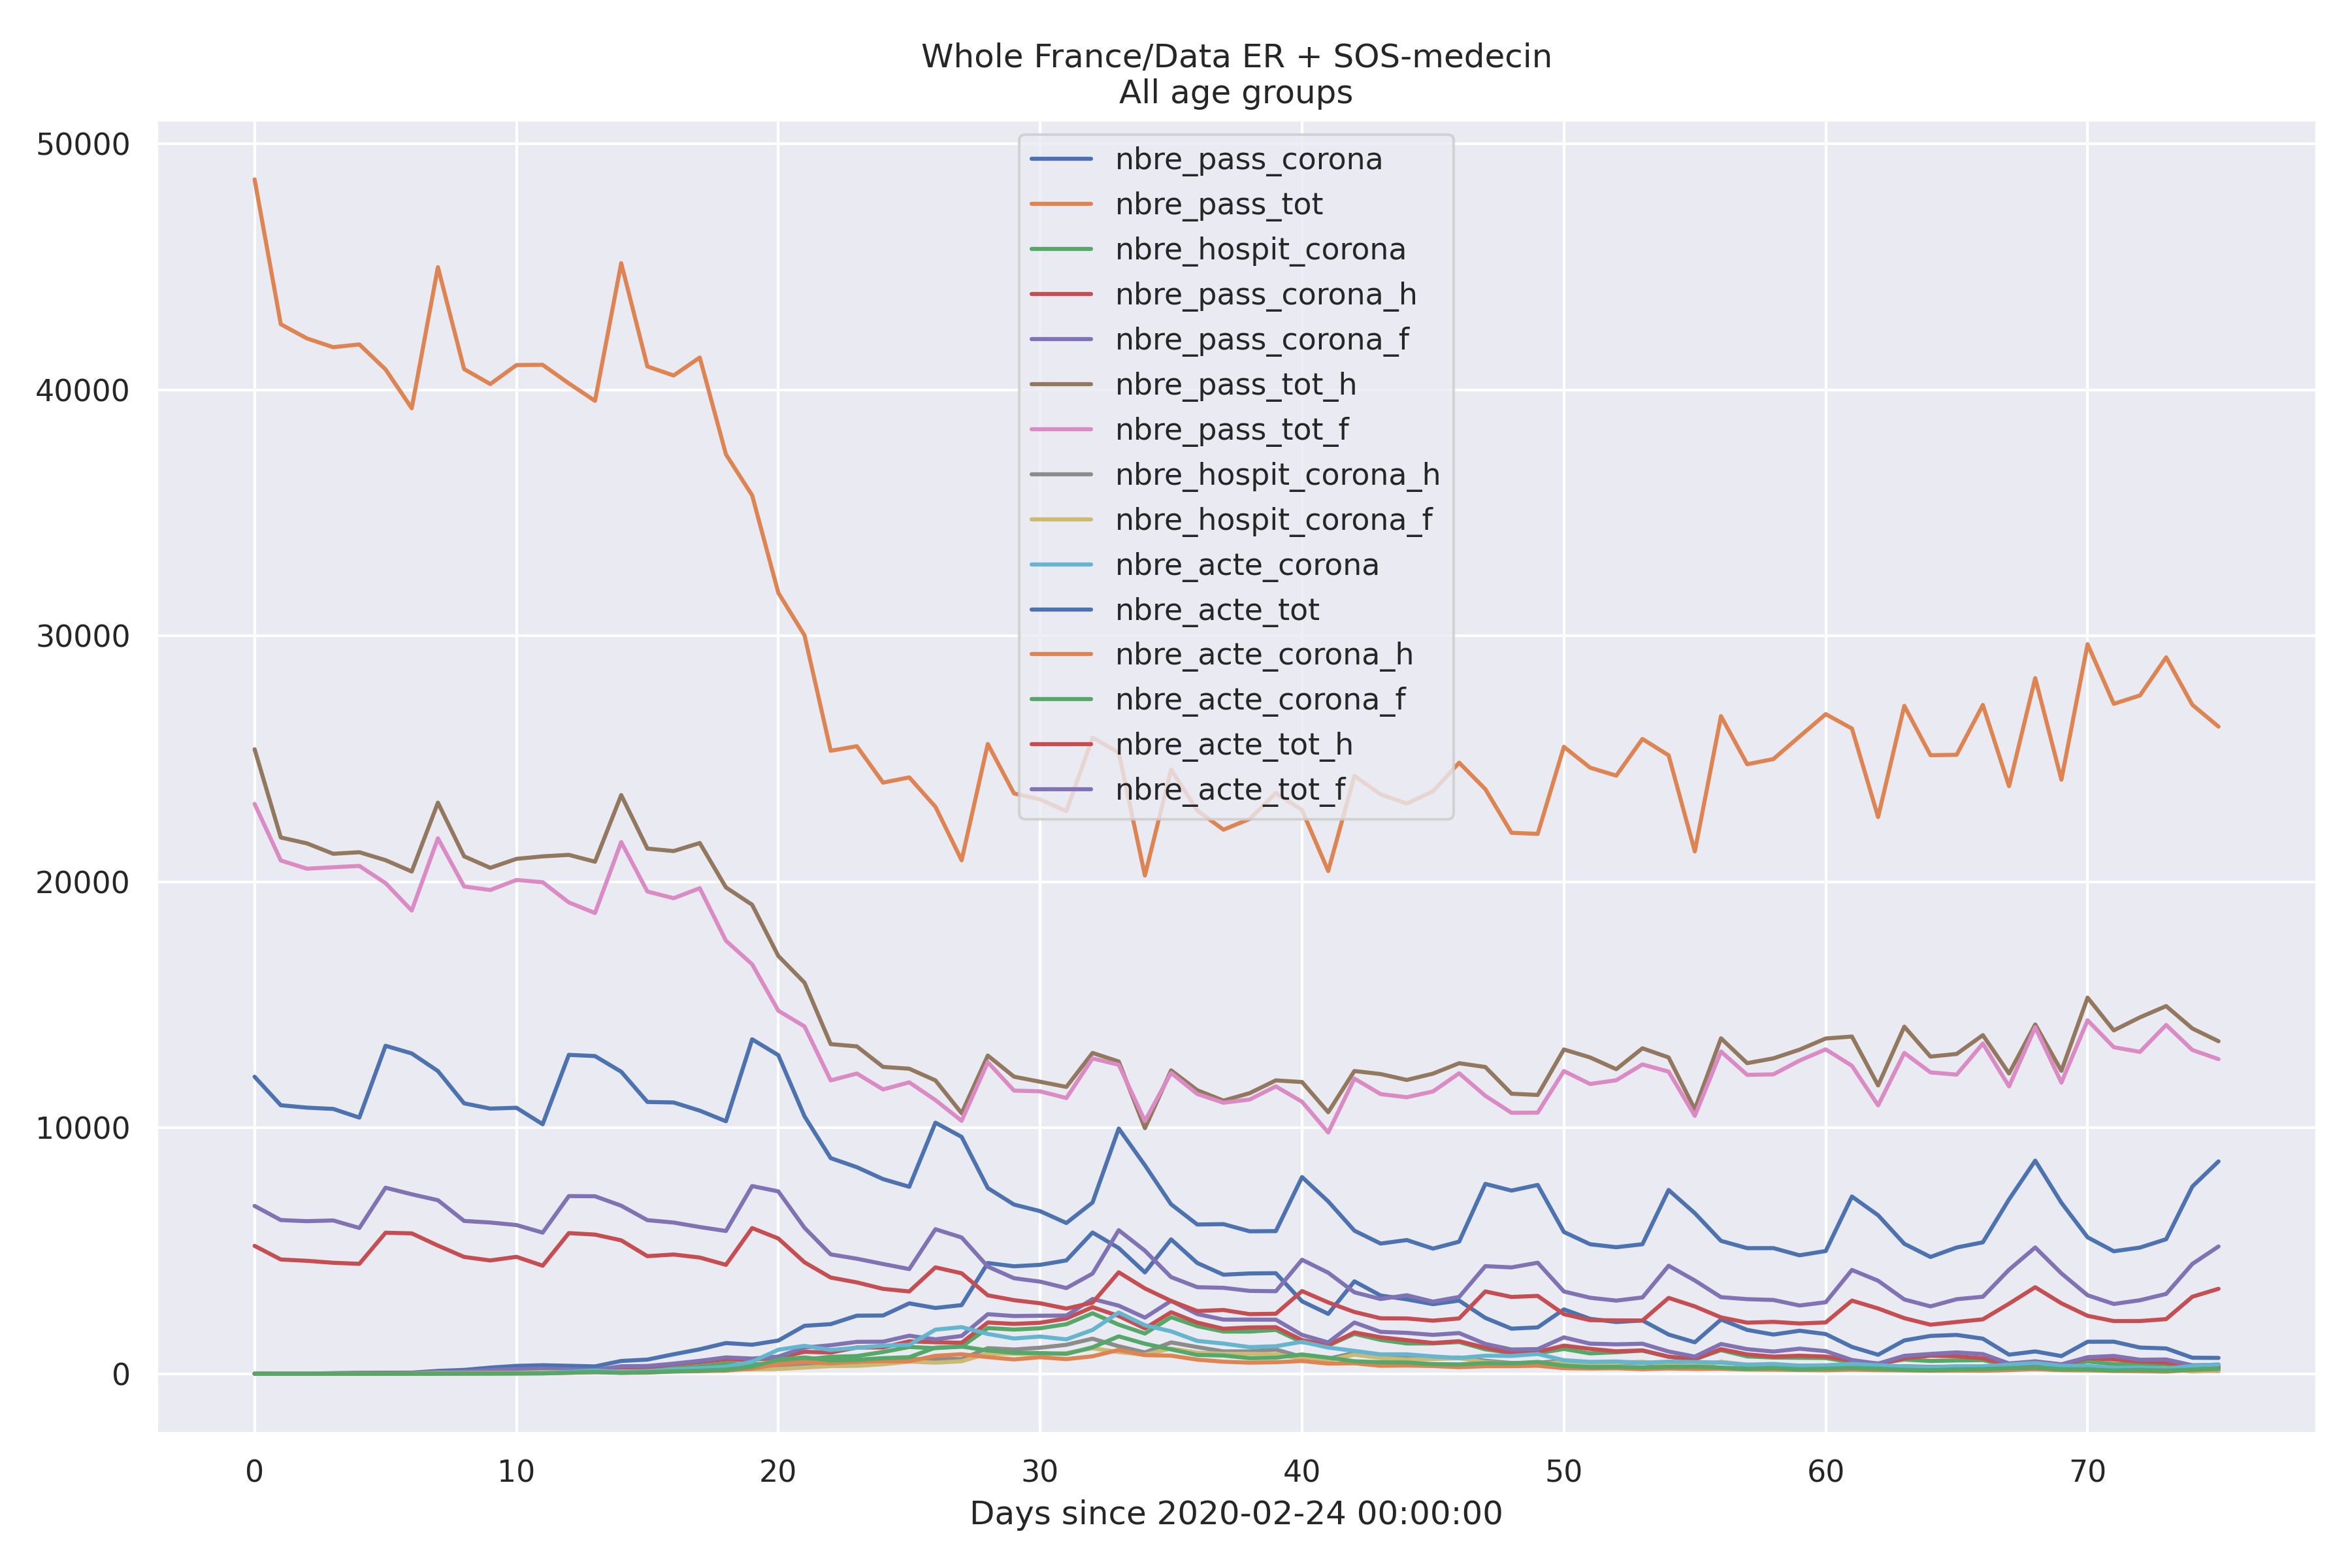 Whole France/Data ER + SOS-medecin
All age groups
50000
40000
30000
20000
10000
0
nbre_pass_corona
nbre_pass_tot
nbre_hospit_corona
nbre_pass_corona_h
nbre_pass_corona_f
nbre_pass_tot_h
nbre_pass_tot_f
nbre_hospit_corona_h
nbre_hospit_corona_f
nbre_acte_corona
nbre_acte_tot
nbre_acte_corona_h
nbre_acte_corona_f
nbre_acte_tot_h
nbre_acte_tot_f
0 10 20 30 40 50 60 70
Days since 2020-02-24 00:00:00